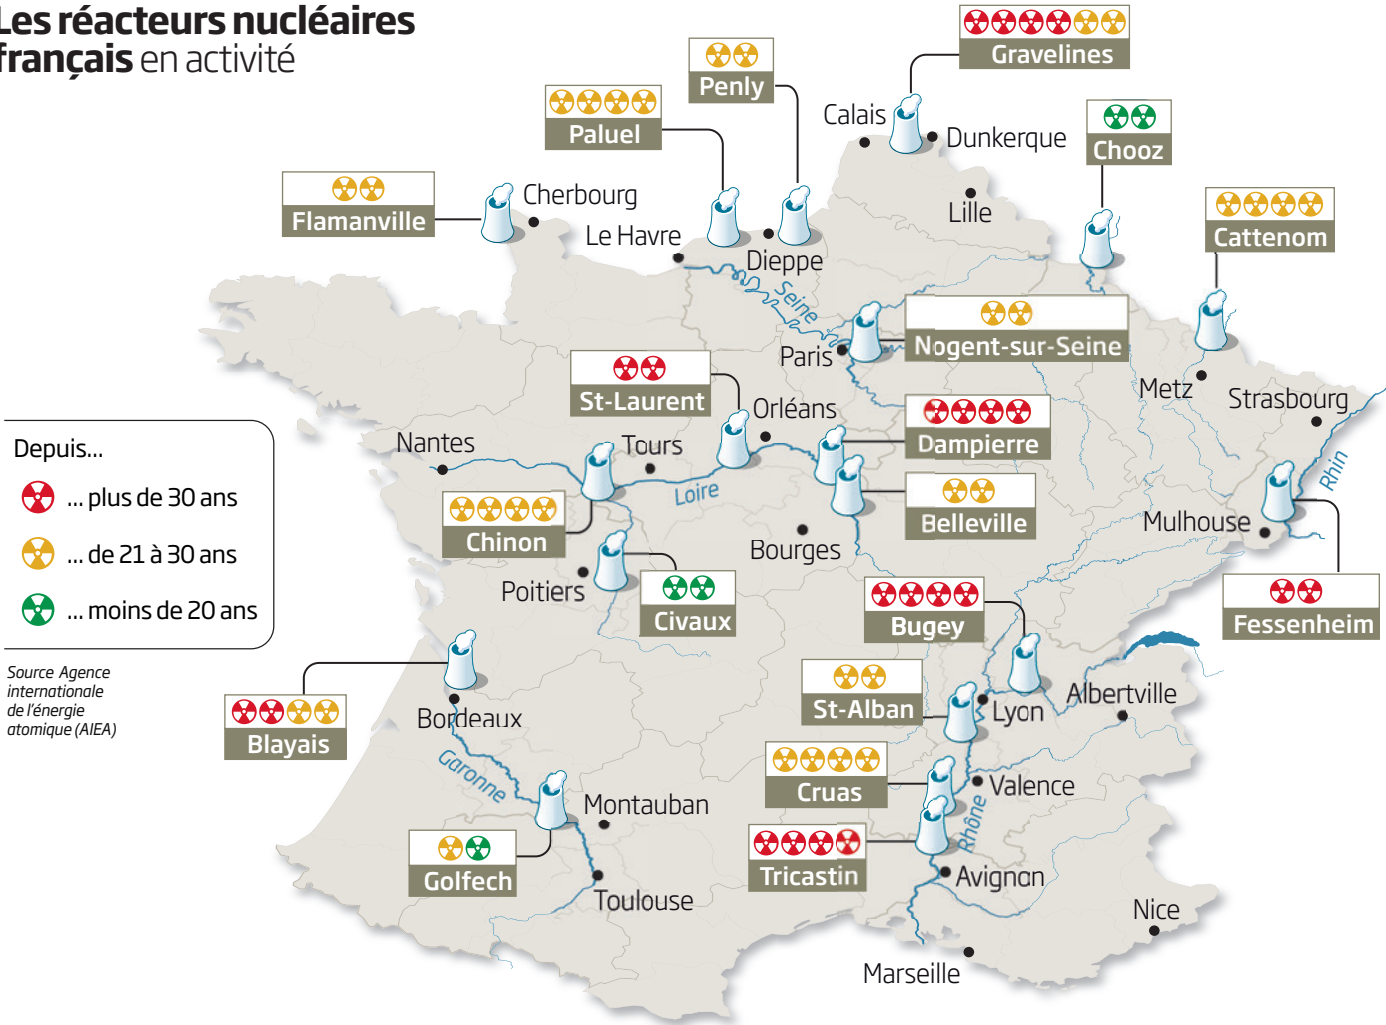 Les réacteurs nucléaires
français en activité
Gravelines
Penly
Paluel
Calais
Dunkerque
Chooz
Flamanville
Cherbourg
Lille
Cattenom
Le Havre
Dieppe
Seine
Nogent-sur-Seine
Paris
St-Laurent
Metz
Strasbourg
Orléans
Dampierre
Nantes
Tours
Loire
Rhin
Belleville
Chinon
Bourges
Mulhouse
Poitiers
Civaux
Bugey
Fessenheim
Depuis...
... plus de 30 ans
... de 21 à 30 ans
... moins de 20 ans
Source Agence
internationale
de l'énergie
atomique (AIEA)
Blayais
Bordeaux
St-Alban
Lyon
Albertville
Garonne
Cruas
Valence
Rhône
Montauban
Golfech
Tricastin
Avignon
Toulouse
Nice
Marseille